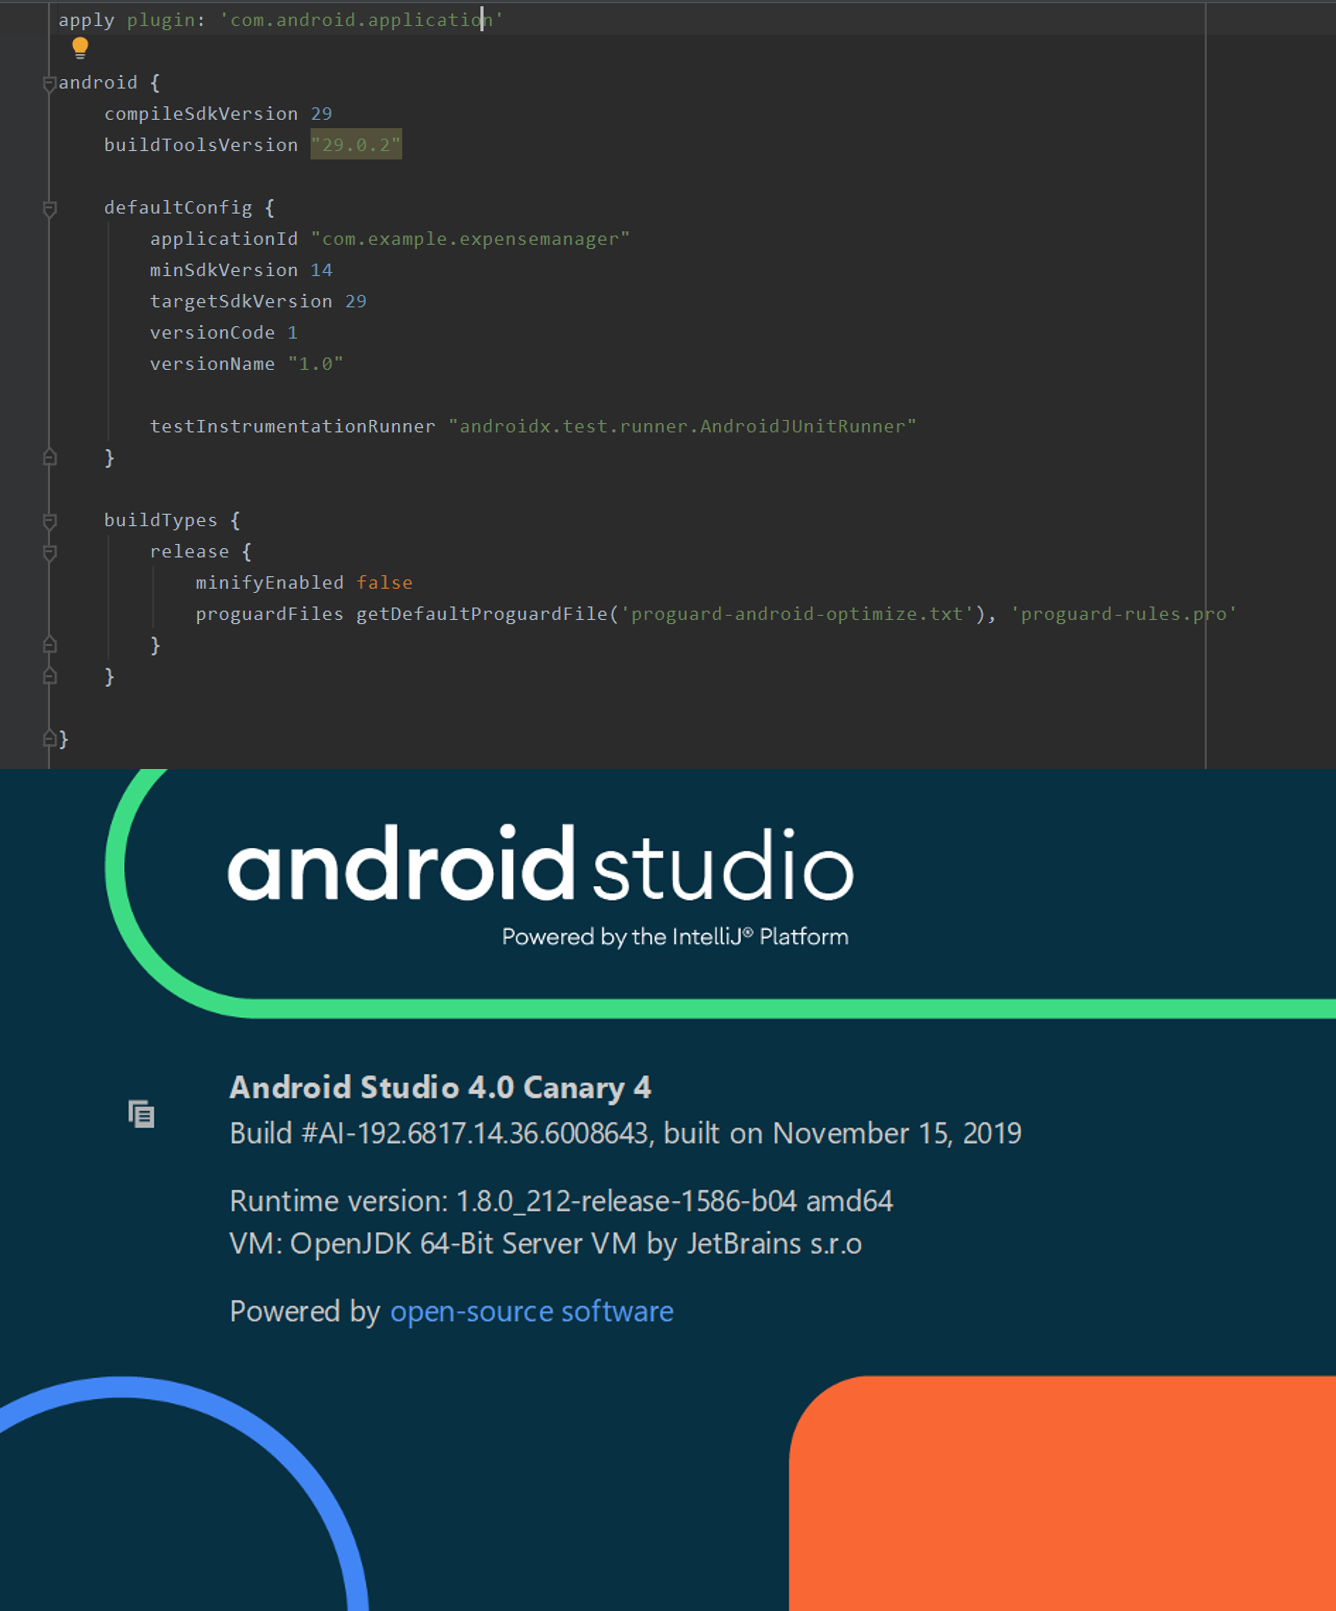 apply plugin: 'com.android.application'
android {
compileSdkVersion 29
buildToolsVersion "29.0.2"
defaultConfig {
applicationId "com.example.expensemanager"
minSdkVersion 14
targetSdkVersion 29
versionCode 1
versionName "1.0"
testInstrumentationRunner "androidx.test.runner.AndroidJUnitRunner"
}
buildTypes {
release {
minifyEnabled false
proguardFiles getDefaultProguardFile('proguard-android-optimize.txt'), 'proguard-rules.pro'
}
}
}
android studio
Powered by the IntelliJ® Platform
Android Studio 4.0 Canary 4
Build #AI-192.6817.14.36.6008643, built on November 15, 2019
Runtime version: 1.8.0_212-release-1586-b04 amd64
VM: OpenJDK 64-Bit Server VM by JetBrains s.r.o
Powered by open-source software